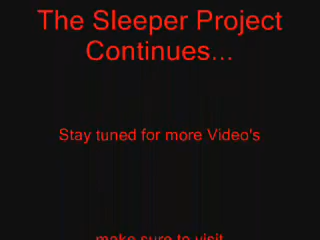 The Sleeper Project
Continues...
Stay tuned for more Video's
make sure to visit